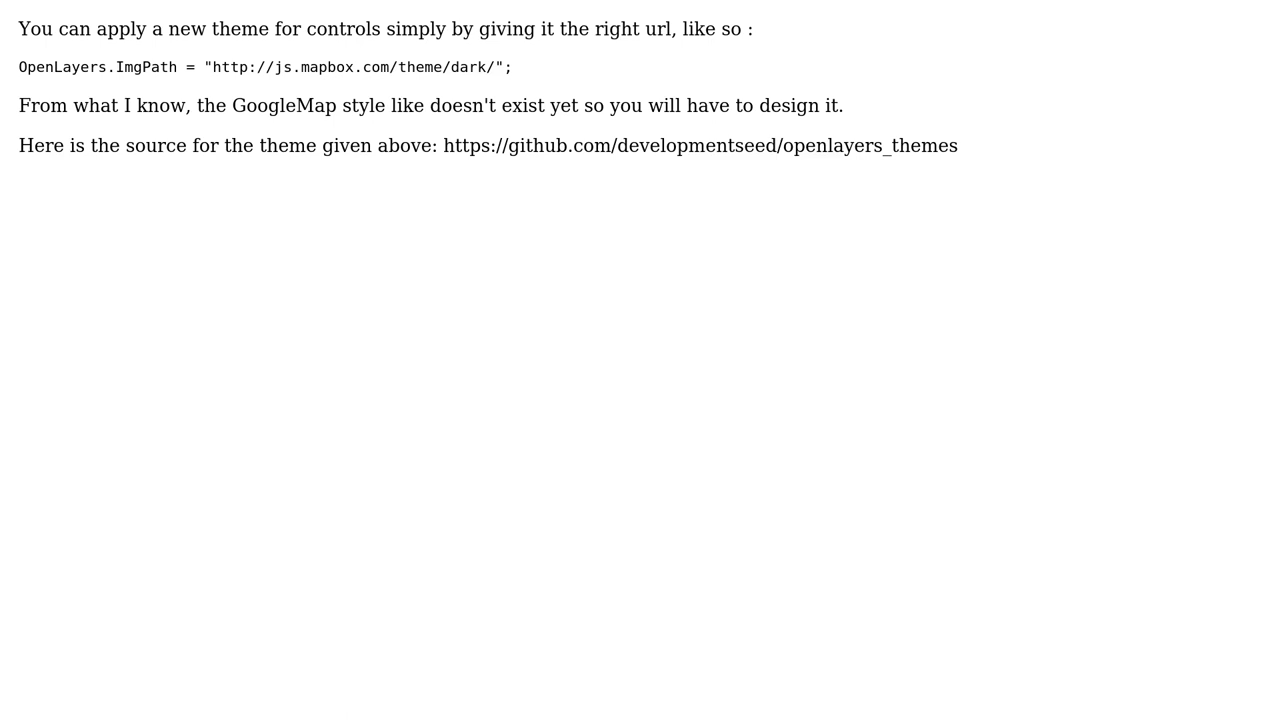 You can apply a new theme for controls simply by giving it the right url, like so :
OpenLayers.ImgPath = "http://js.mapbox.com/theme/dark/";
From what I know, the GoogleMap style like doesn't exist yet so you will have to design it.
Here is the source for the theme given above: https://github.com/developmentseed/openlayers_themes